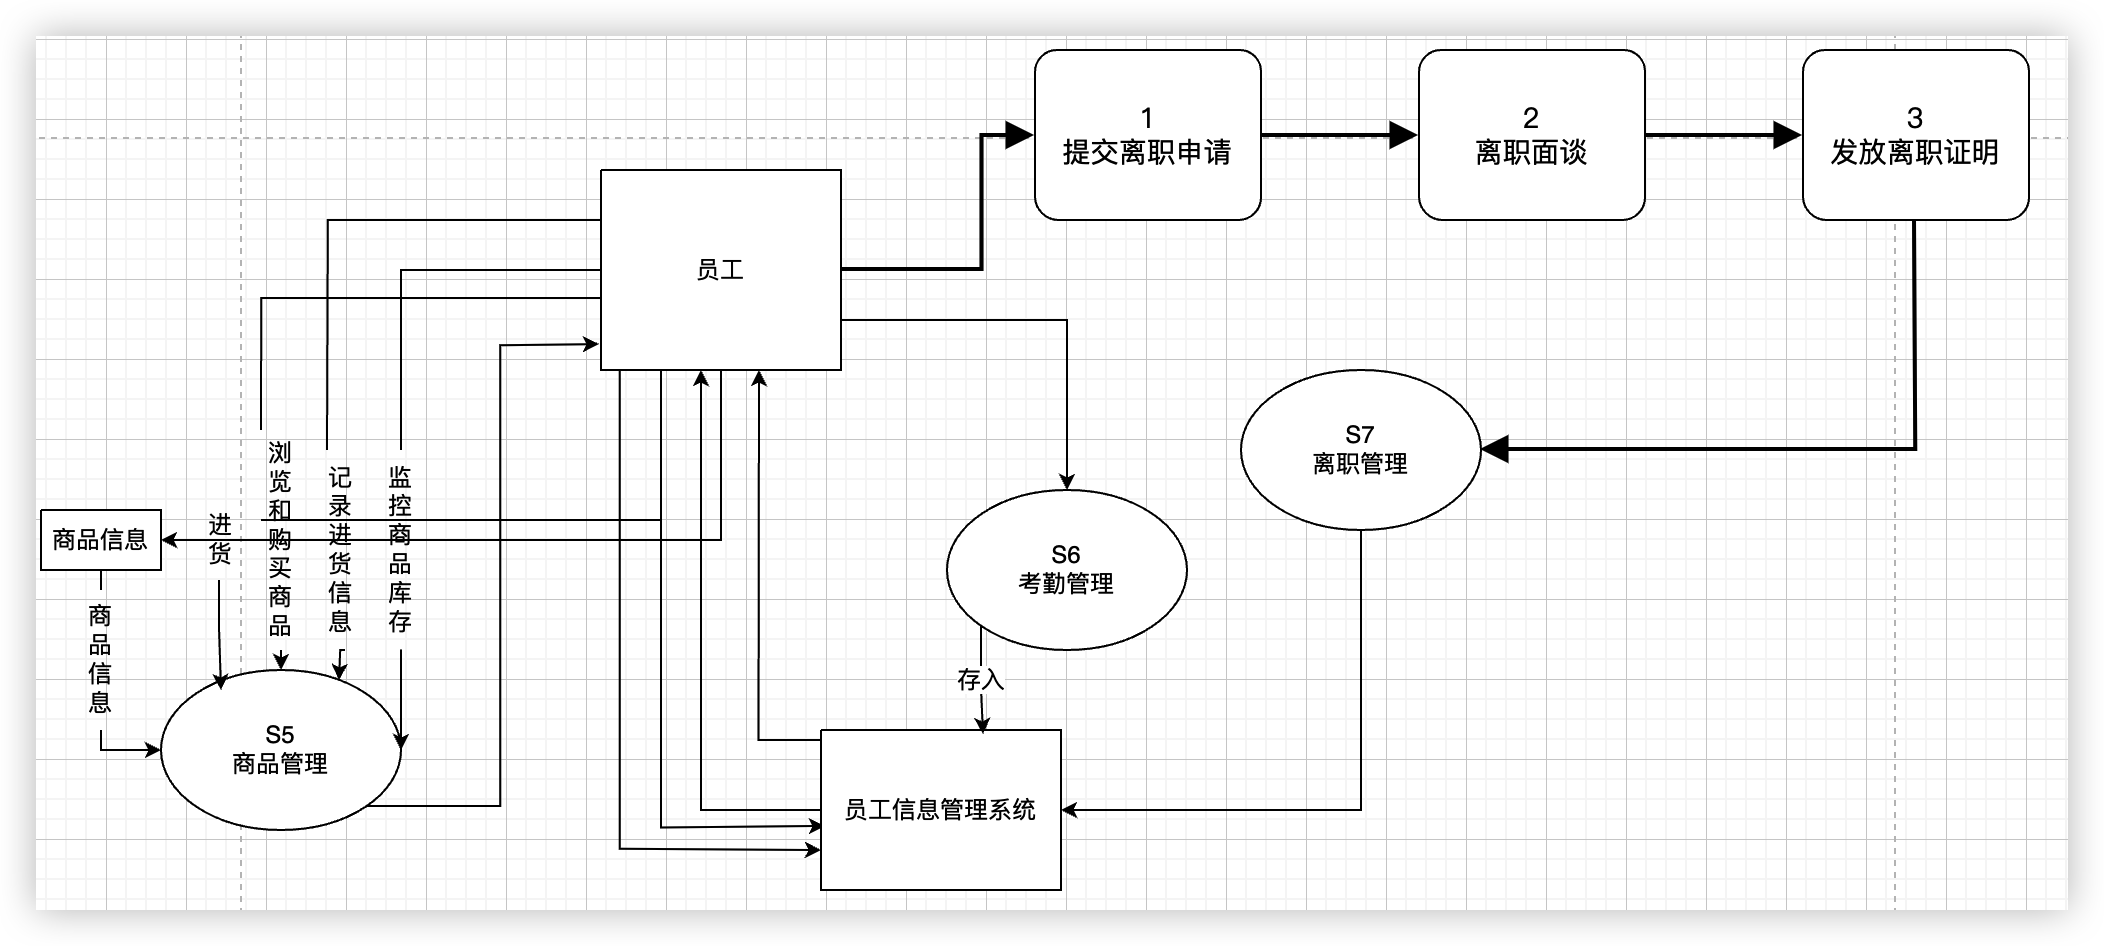 1
提交离职申请
2
离职面谈
3
发放离职证明
员工
S7
离职管理
浏览和购买商品
记录进货信息
监控商品库存
进货
商品信息
商品信息
S6
考勤管理
存入
S5
商品管理
员工信息管理系统